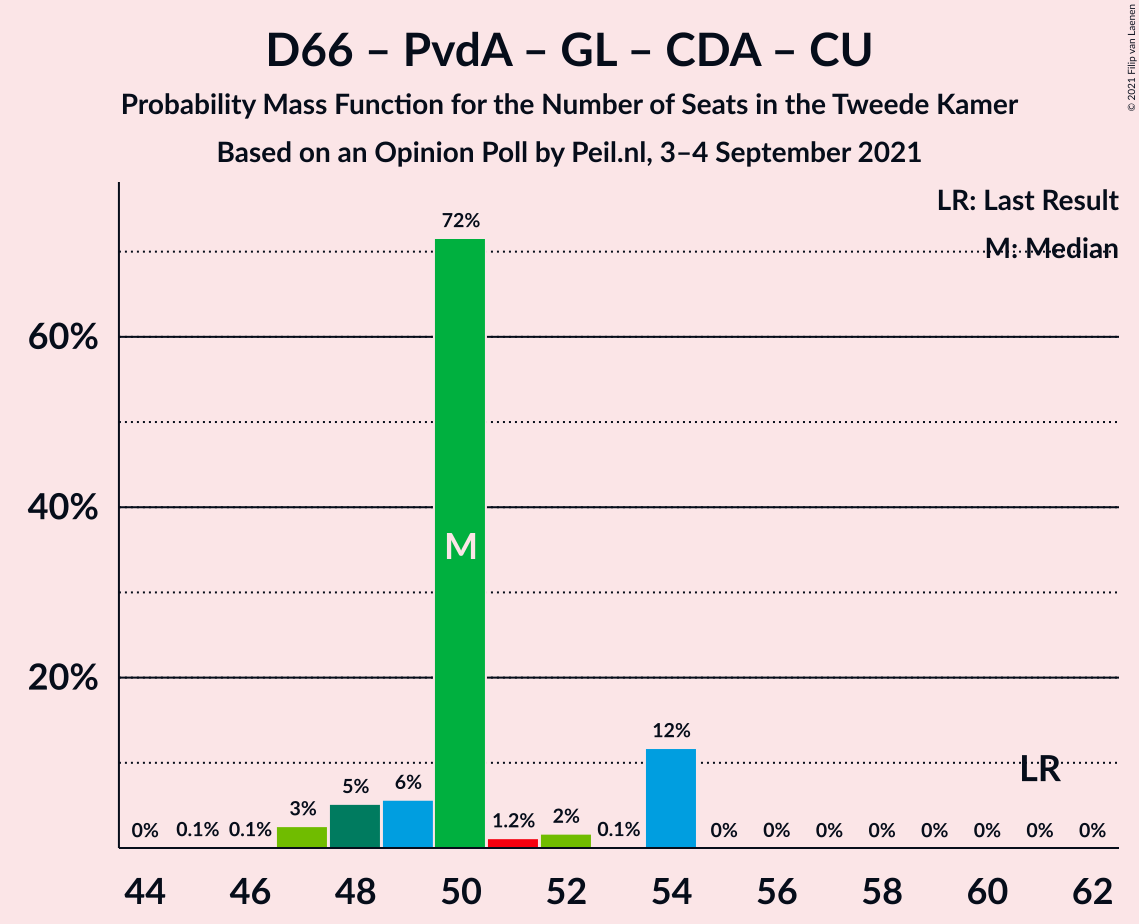 D66 – PvdA – GL – CDA – CU
Probability Mass Function for the Number of Seats in the Tweede Kamer
Based on an Opinion Poll by Peil.nl, 3–4 September 2021
© 2021 Filip van Laenen
LR: Last Result
M: Median
60%
40%
20%
0% 0.1% 0.1% 3% 5% 6% 72% 1.2% 2% 0.1% 12% 0% 0% 0% 0% 0% 0% 0% 0%
M
LR
44 46 48 50 52 54 56 58 60 62